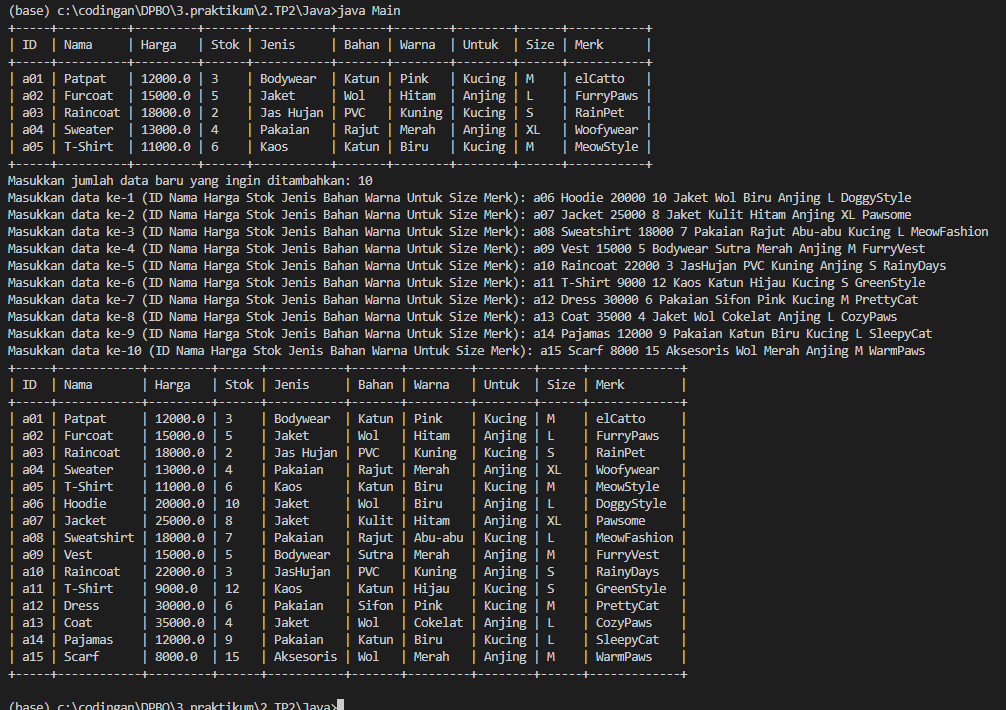 (base) c:\codingan\DPBO\3.praktikum\2.TP2\Java>java Main
+-----+----------+---------+------+-----------+-------+--------+--------+------+-----------+
| ID  | Nama     | Harga   | Stok | Jenis     | Bahan | Warna  | Untuk  | Size | Merk      |
+-----+----------+---------+------+-----------+-------+--------+--------+------+-----------+
| a01 | Patpat   | 12000.0 | 3    | Bodywear  | Katun | Pink   | Kucing | M    | elCatto   |
| a02 | Furcoat  | 15000.0 | 5    | Jaket     | Wol   | Hitam  | Anjing | L    | FurryPaws |
| a03 | Raincoat | 18000.0 | 2    | Jas Hujan | PVC   | Kuning | Kucing | S    | RainPet   |
| a04 | Sweater  | 13000.0 | 4    | Pakaian   | Rajut | Merah  | Anjing | XL   | Woofywear |
| a05 | T-Shirt  | 11000.0 | 6    | Kaos      | Katun | Biru   | Kucing | M    | MeowStyle |
+-----+----------+---------+------+-----------+-------+--------+--------+------+-----------+
Masukkan jumlah data baru yang ingin ditambahkan: 10
Masukkan data ke-1 (ID Nama Harga Stok Jenis Bahan Warna Untuk Size Merk): a06 Hoodie 20000 10 Jaket Wol Biru Anjing L DoggyStyle
Masukkan data ke-2 (ID Nama Harga Stok Jenis Bahan Warna Untuk Size Merk): a07 Jacket 25000 8 Jaket Kulit Hitam Anjing XL Pawsome
Masukkan data ke-3 (ID Nama Harga Stok Jenis Bahan Warna Untuk Size Merk): a08 Sweatshirt 18000 7 Pakaian Rajut Abu-abu Kucing L MeowFashion
Masukkan data ke-4 (ID Nama Harga Stok Jenis Bahan Warna Untuk Size Merk): a09 Vest 15000 5 Bodywear Sutra Merah Anjing M FurryVest
Masukkan data ke-5 (ID Nama Harga Stok Jenis Bahan Warna Untuk Size Merk): a10 Raincoat 22000 3 JasHujan PVC Kuning Anjing S RainyDays
Masukkan data ke-6 (ID Nama Harga Stok Jenis Bahan Warna Untuk Size Merk): a11 T-Shirt 9000 12 Kaos Katun Hijau Kucing S GreenStyle
Masukkan data ke-7 (ID Nama Harga Stok Jenis Bahan Warna Untuk Size Merk): a12 Dress 30000 6 Pakaian Sifon Pink Kucing M PrettyCat
Masukkan data ke-8 (ID Nama Harga Stok Jenis Bahan Warna Untuk Size Merk): a13 Coat 35000 4 Jaket Wol Cokelat Anjing L CozyPaws
Masukkan data ke-9 (ID Nama Harga Stok Jenis Bahan Warna Untuk Size Merk): a14 Pajamas 12000 9 Pakaian Katun Biru Kucing L SleepyCat
Masukkan data ke-10 (ID Nama Harga Stok Jenis Bahan Warna Untuk Size Merk): a15 Scarf 8000 15 Aksesoris Wol Merah Anjing M WarmPaws
+-----+------------+---------+------+-----------+-------+---------+--------+------+-------------+
| ID  | Nama       | Harga   | Stok | Jenis     | Bahan | Warna   | Untuk  | Size | Merk        |
+-----+------------+---------+------+-----------+-------+---------+--------+------+-------------+
| a01 | Patpat     | 12000.0 | 3    | Bodywear  | Katun | Pink    | Kucing | M    | elCatto     |
| a02 | Furcoat    | 15000.0 | 5    | Jaket     | Wol   | Hitam   | Anjing | L    | FurryPaws   |
| a03 | Raincoat   | 18000.0 | 2    | Jas Hujan | PVC   | Kuning  | Kucing | S    | RainPet     |
| a04 | Sweater    | 13000.0 | 4    | Pakaian   | Rajut | Merah   | Anjing | XL   | Woofywear   |
| a05 | T-Shirt    | 11000.0 | 6    | Kaos      | Katun | Biru    | Kucing | M    | MeowStyle   |
| a06 | Hoodie     | 20000.0 | 10   | Jaket     | Wol   | Biru    | Anjing | L    | DoggyStyle  |
| a07 | Jacket     | 25000.0 | 8    | Jaket     | Kulit | Hitam   | Anjing | XL   | Pawsome     |
| a08 | Sweatshirt | 18000.0 | 7    | Pakaian   | Rajut | Abu-abu | Kucing | L    | MeowFashion |
| a09 | Vest       | 15000.0 | 5    | Bodywear  | Sutra | Merah   | Anjing | M    | FurryVest   |
| a10 | Raincoat   | 22000.0 | 3    | JasHujan  | PVC   | Kuning  | Anjing | S    | RainyDays   |
| a11 | T-Shirt    | 9000.0  | 12   | Kaos      | Katun | Hijau   | Kucing | S    | GreenStyle  |
| a12 | Dress      | 30000.0 | 6    | Pakaian   | Sifon | Pink    | Kucing | M    | PrettyCat   |
| a13 | Coat       | 35000.0 | 4    | Jaket     | Wol   | Cokelat | Anjing | L    | CozyPaws    |
| a14 | Pajamas    | 12000.0 | 9    | Pakaian   | Katun | Biru    | Kucing | L    | SleepyCat   |
| a15 | Scarf      | 8000.0  | 15   | Aksesoris | Wol   | Merah   | Anjing | M    | WarmPaws    |
+-----+------------+---------+------+-----------+-------+---------+--------+------+-------------+
(base) c:\codingan\DPBO\3.praktikum\2.TP2\Java>